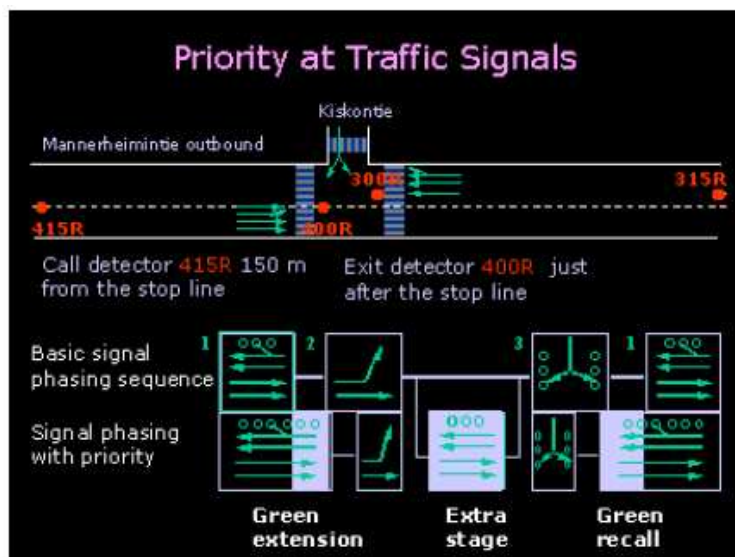 Priority at Traffic Signals
Kiskontie
Mannerheimintie outbound
300R
315R
415R
400R
Call detector 415R 150 m
from the stop line
Exit detector 400R just
after the stop line
1
2
3
1
Basic signal
phasing sequence
Signal phasing
with priority
Green
extension
Extra
stage
Green
recall